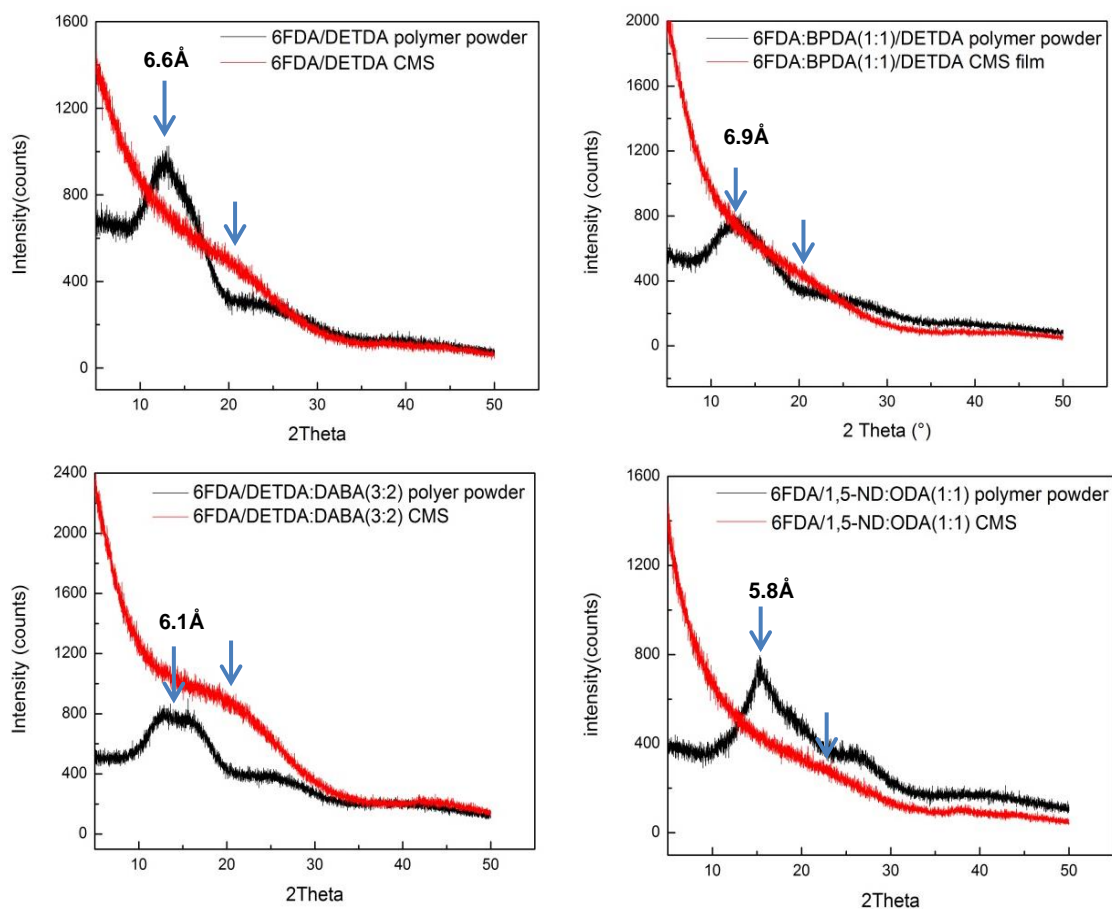 1600
1200
800
400
0
Intensity(counts)
6FDA/DETDA polymer powder
6FDA/DETDA CMS
6.6Å
10 20 30 40 50
2Theta
2000
1600
1200
800
400
0
intensity (counts)
6FDA:BPDA(1:1)/DETDA polymer powder
6FDA:BPDA(1:1)/DETDA CMS film
6.9Å
10 20 30 40 50
2 Theta (°)
2400
2000
1600
1200
800
400
0
Intensity (counts)
6FDA/DETDA:DABA(3:2) polyer powder
6FDA/DETDA:DABA(3:2) CMS
6.1Å
10 20 30 40 50
2Theta
1600
1200
800
400
0
intensity(counts)
6FDA/1,5-ND:ODA(1:1) polymer powder
6FDA/1,5-ND:ODA(1:1) CMS
5.8Å
10 20 30 40 50
2Theta